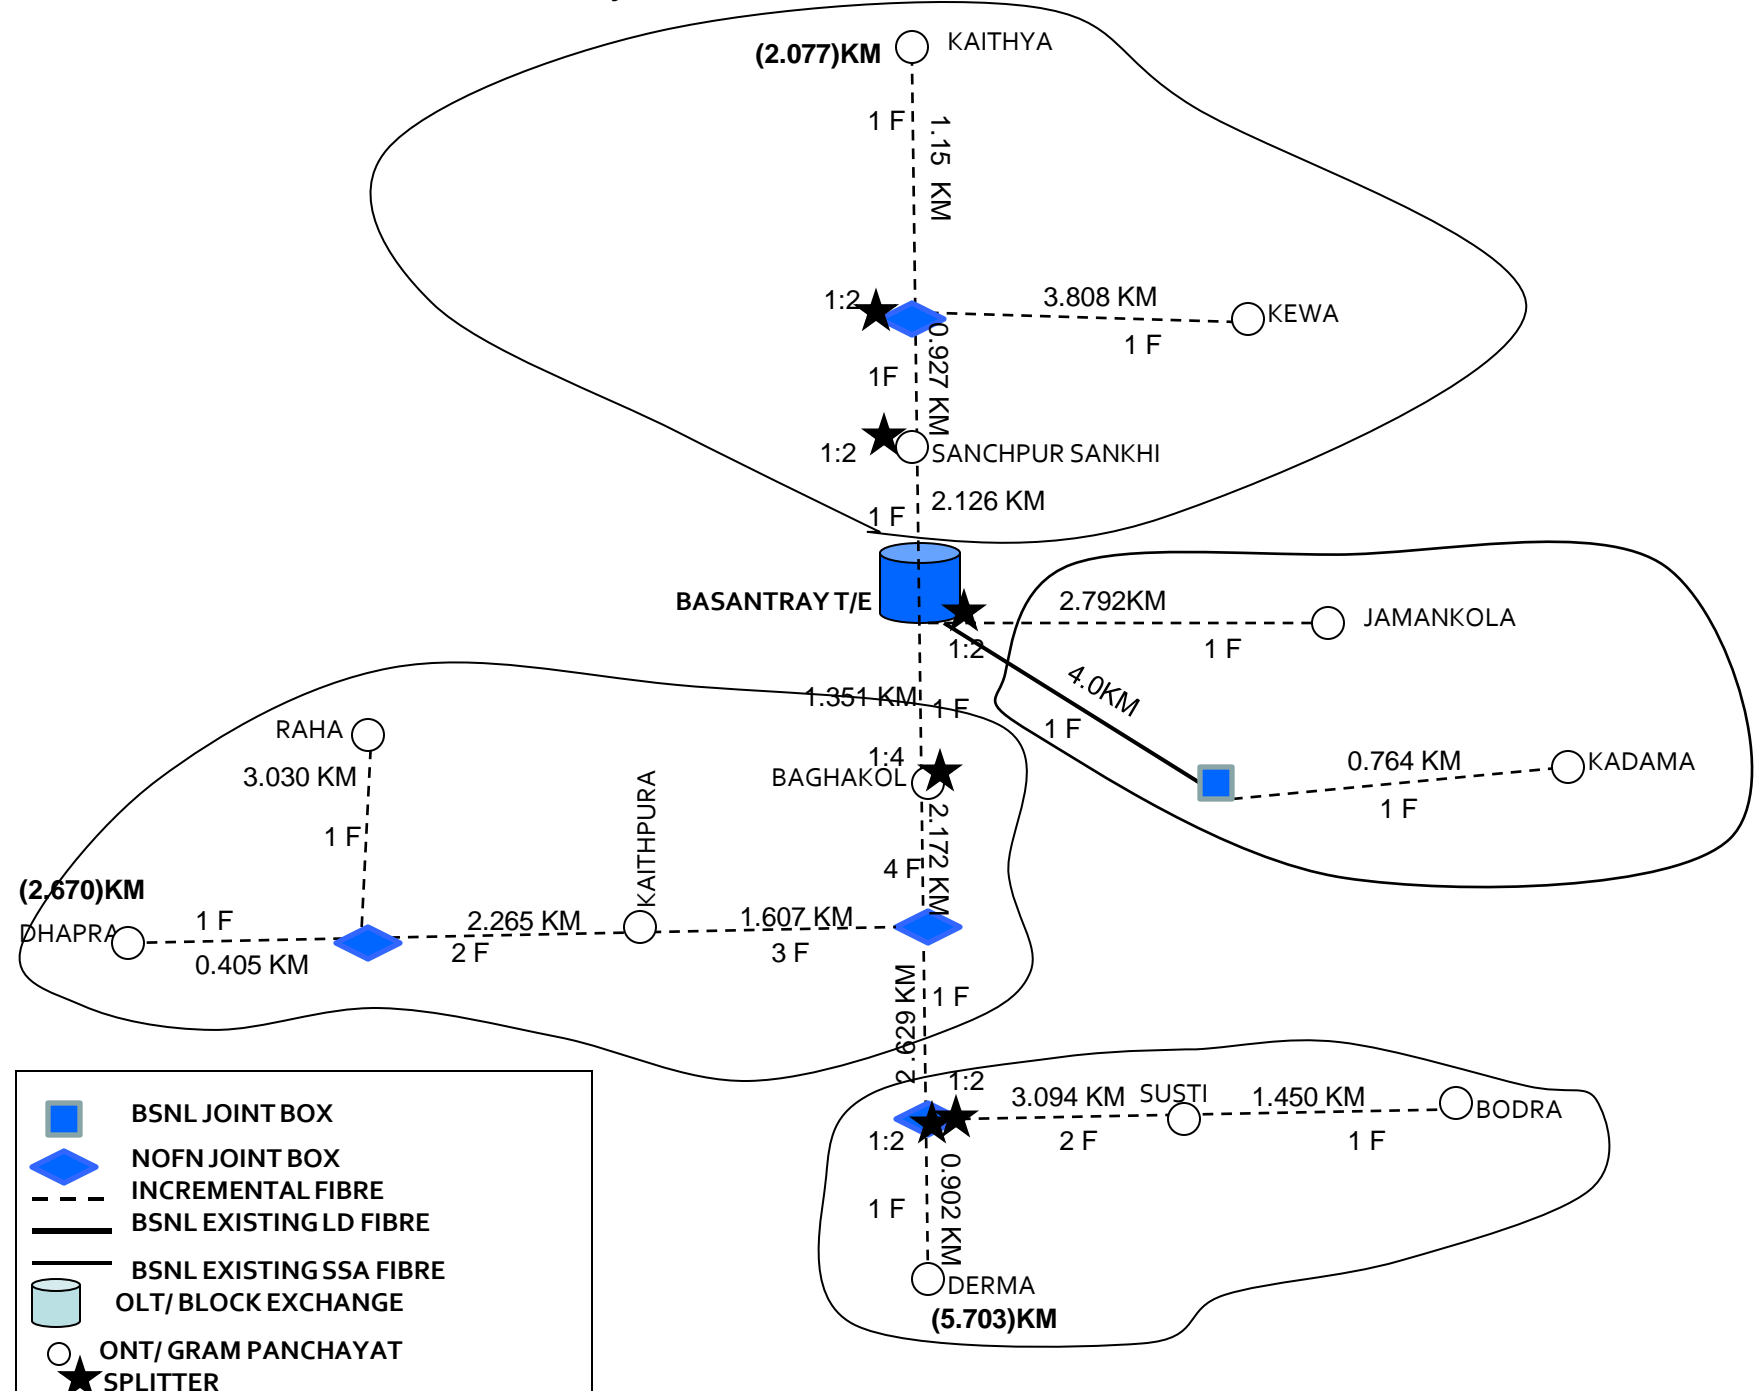 KAITHYA
(2.077)KM
1 F
1.15 KM
1:2
3.808 KM
KEWA
1 F
0.927 KM
1F
1:2
SANCHPUR SANKHI
2.126 KM
1 F
BASANTRAY T/E
2.792KM
JAMANKOLA
1:2
1 F
4.0KM
1.351 KM
1 F
1 F
RAHA
1:4
BAGHAKOL
0.764 KM
KADAMA
3.030 KM
KAITHPURA
1 F
1 F
2.172 KM
4 F
(2.670)KM
DHAPRA
1 F
2.265 KM
1.607 KM
0.405 KM
2 F
3 F
2.629 KM
1 F
1:2
3.094 KM
SUSTI
1.450 KM
BODRA
1:2
2 F
1 F
0.902 KM
1 F
DERMA
(5.703)KM
BSNL JOINT BOX
NOFN JOINT BOX
INCREMENTAL FIBRE
BSNL EXISTING LD FIBRE
BSNL EXISTING SSA FIBRE
OLT/ BLOCK EXCHANGE
ONT/ GRAM PANCHAYAT
SPLITTER